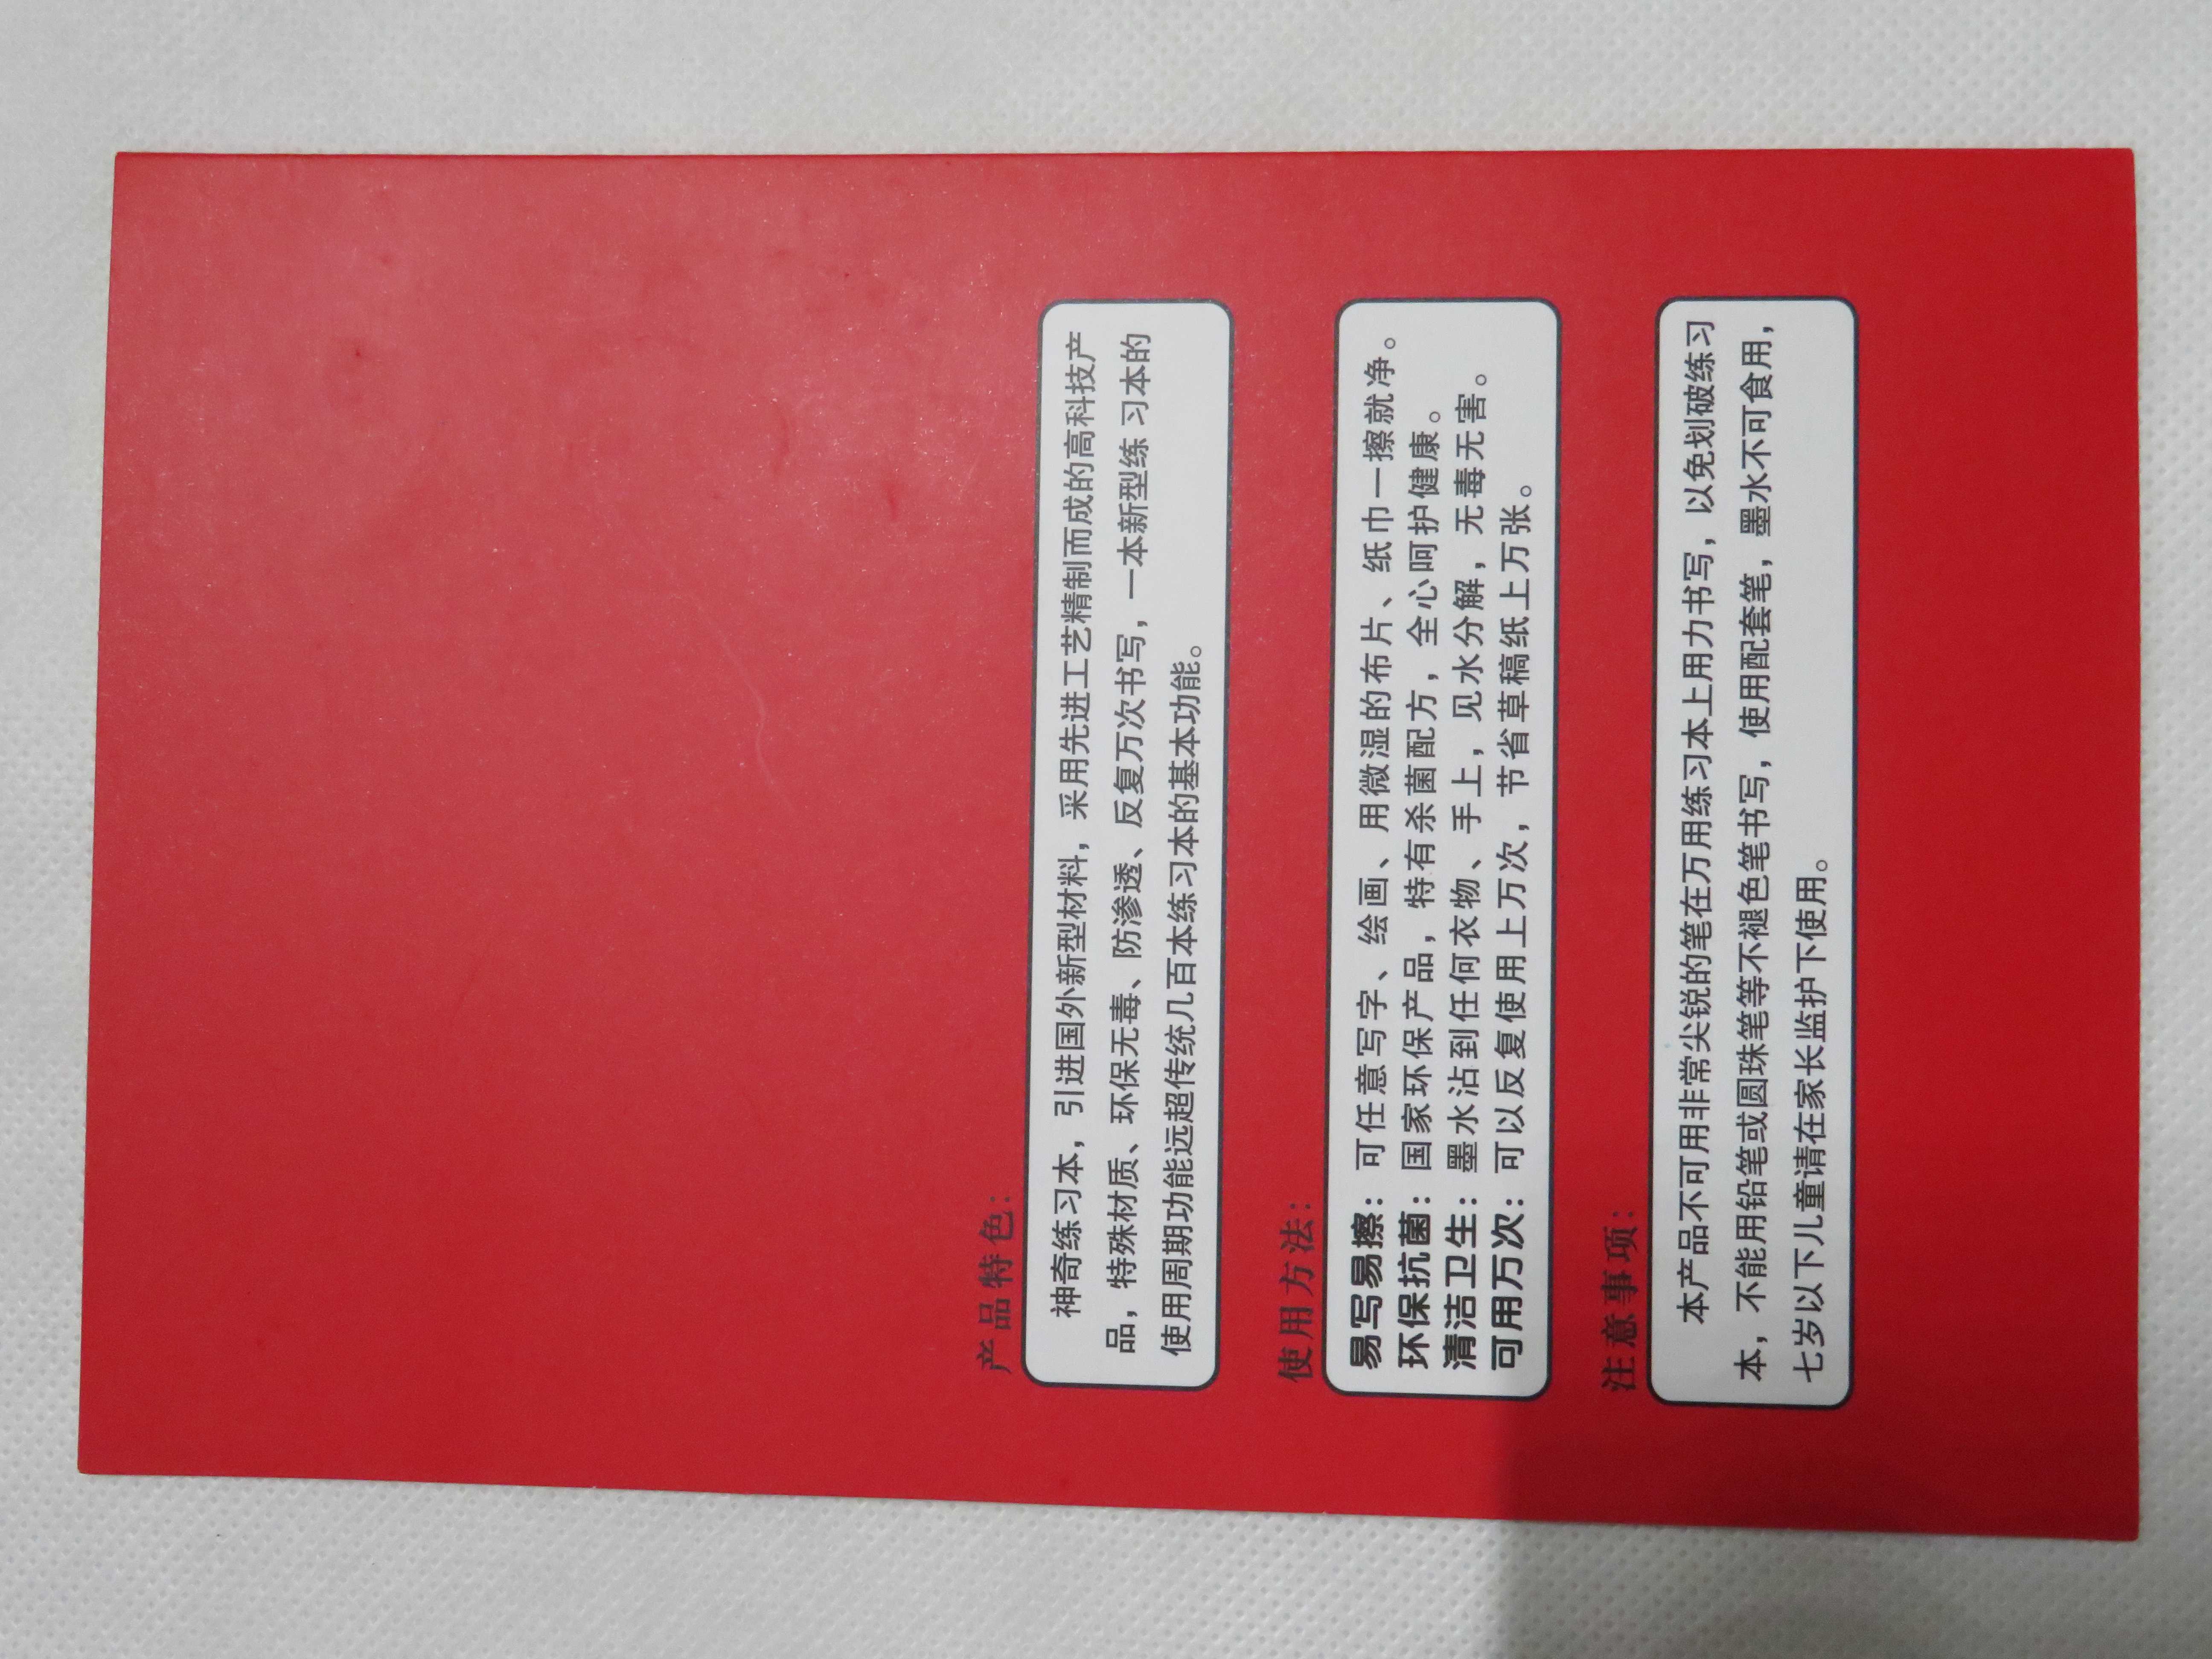 产品特色：
神奇练习本，引进国外新型材料，采用先进工艺精制而成的高科技产
品，特殊材质、环保无毒、防渗透、反复万次书写，一本新型练 习本的
使用周期功能远超传统几百本练习本的基本功能。
使用方法：
易写易擦：可任意写字、绘画、用微湿的布片、纸巾一擦就净。
环保抗菌：国家环保产品，特有杀菌配方，全心呵护健康。
清洁卫生：墨水沾到任何衣物、手上，见水分解，无毒无害。
可用万次：可以反复使用上万次，节省草稿纸上万张。
注意事项：
本产品不可用非常尖锐的笔在万用练习本上用力书写，以免划破练习
本，不能用铅笔或圆珠笔等不褪色笔书写，使用配套笔，墨水不可食用，
七岁以下儿童请在家长监护下使用。